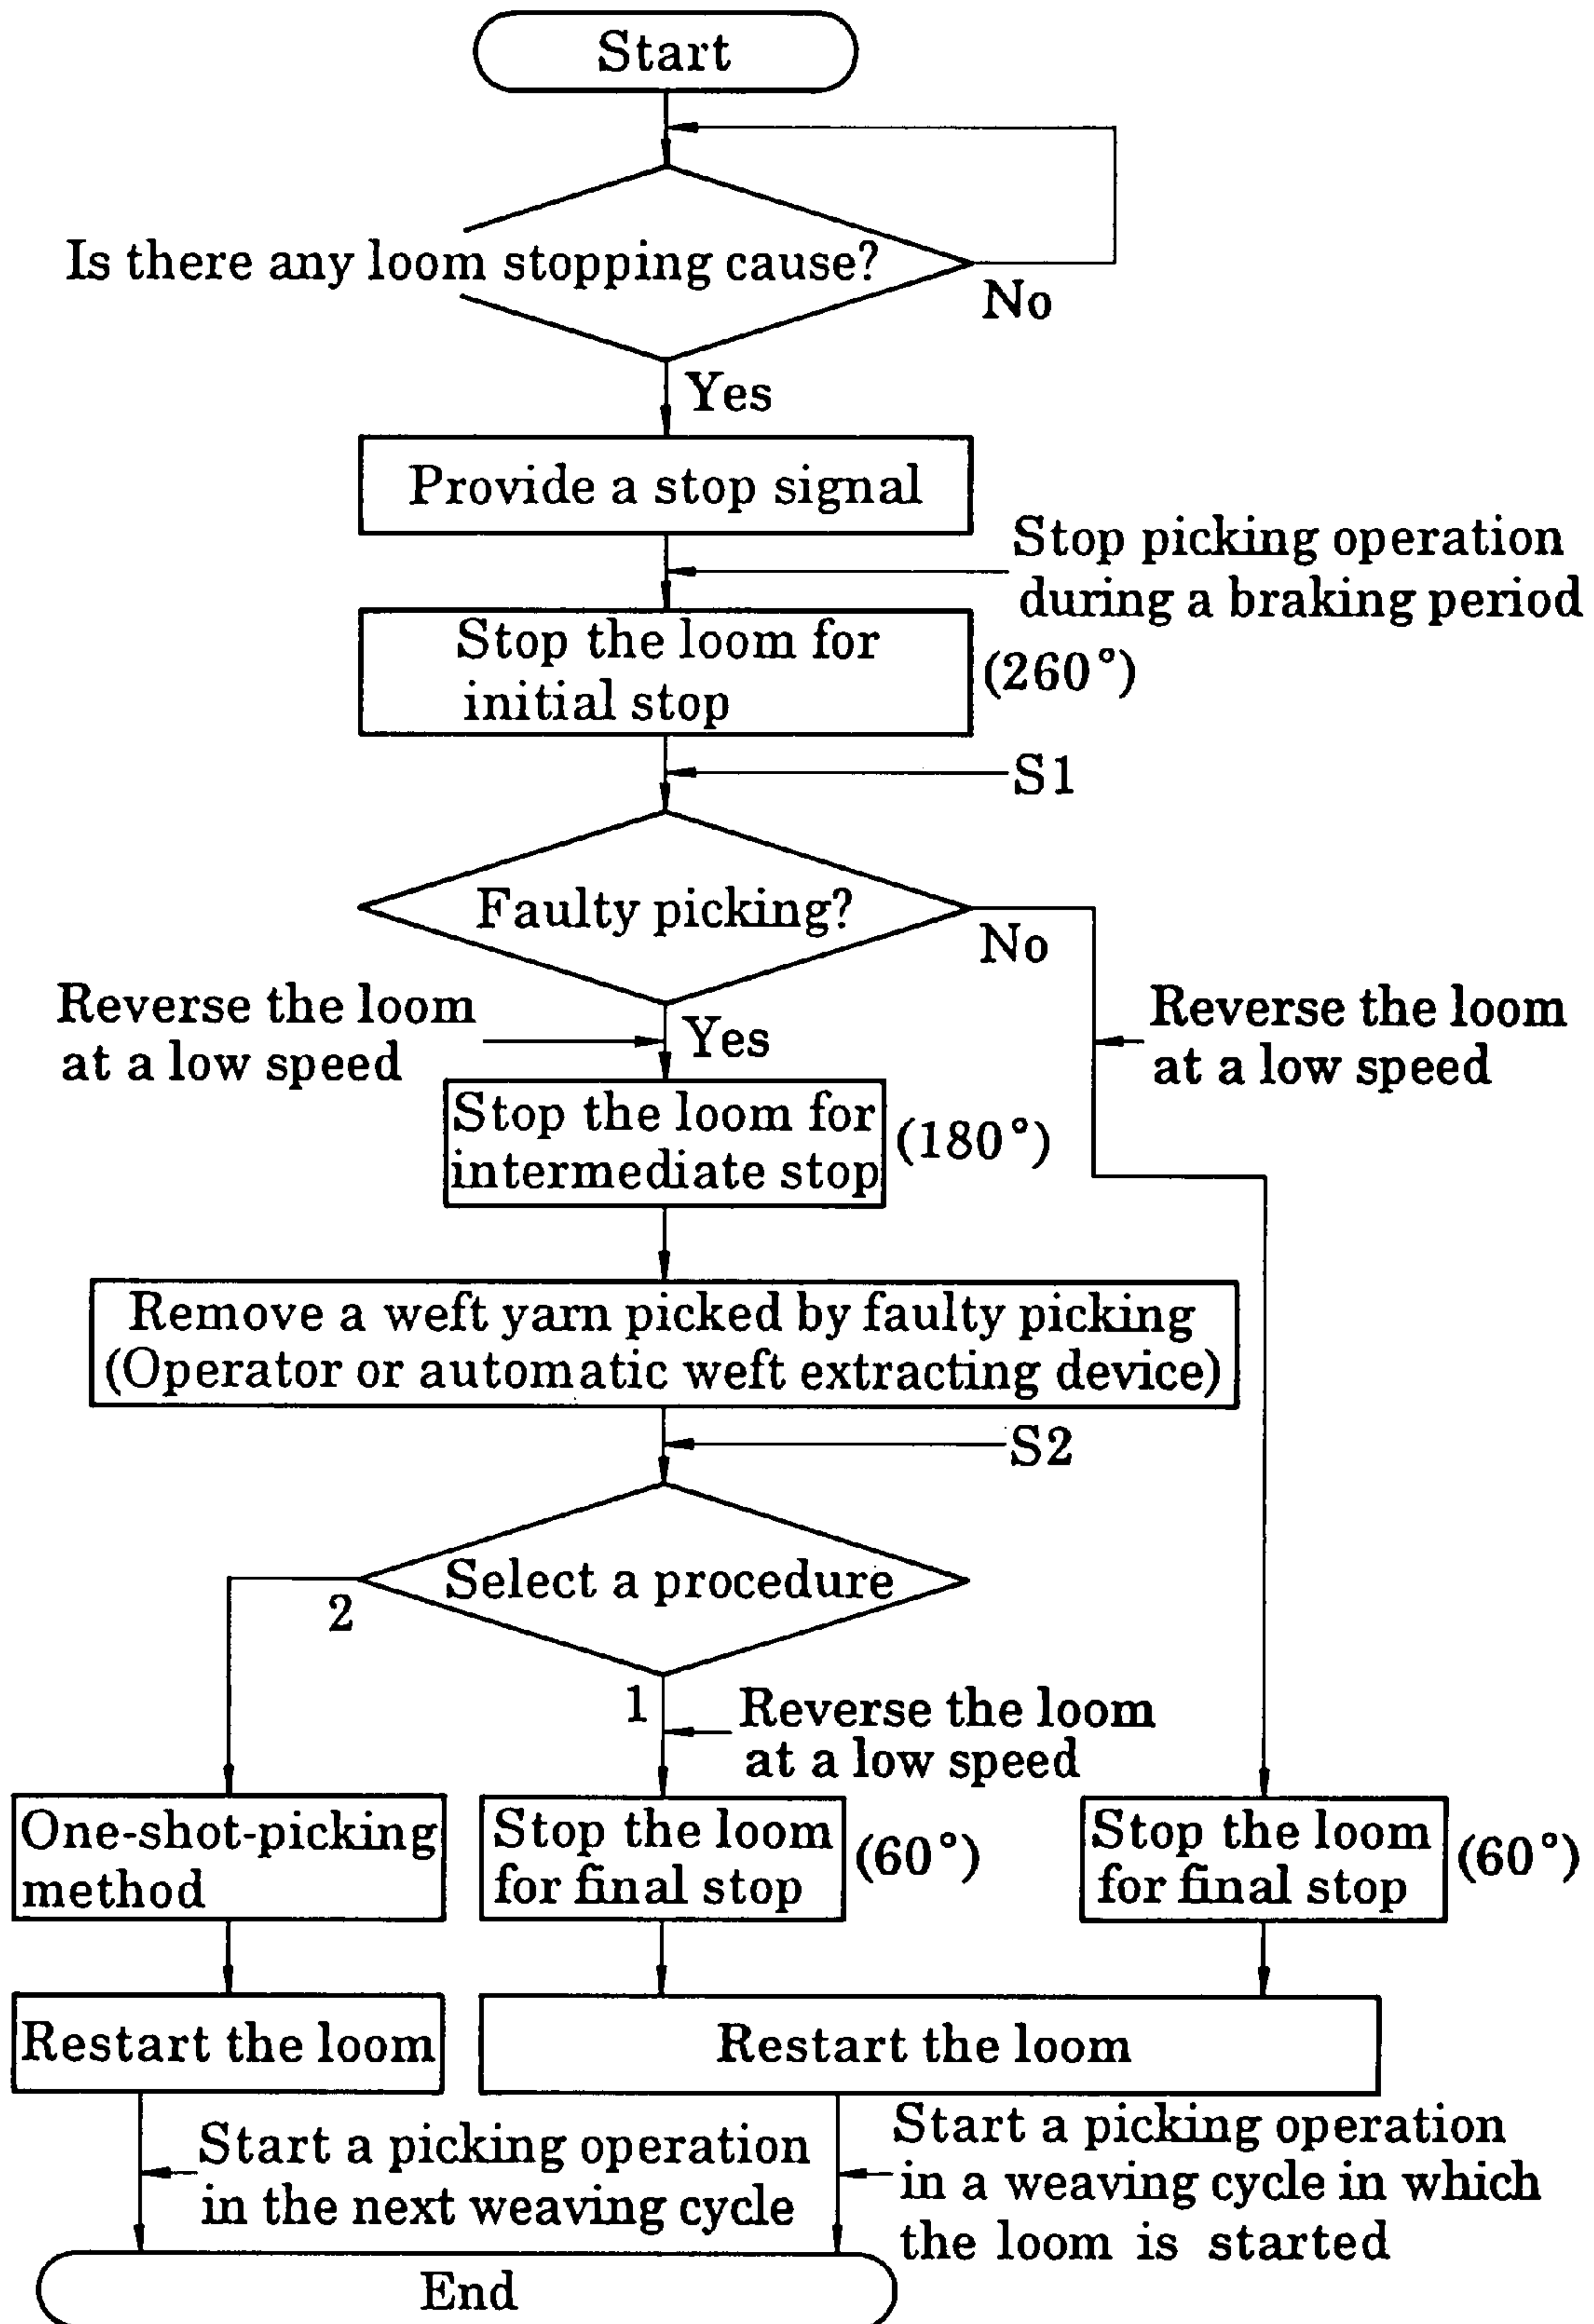 Start
Is there any loom stopping cause?
No
Yes
Provide a stop signal
Stop picking operation
during a braking period
Stop the loom for
initial stop
(260°)
S1
Faulty picking?
No
Reverse the loom
at a low speed
Yes
Reverse the loom
at a low speed
Stop the loom for
intermediate stop
(180°)
Remove a weft yarn picked by faulty picking
(Operator or automatic weft extracting device)
S2
Select a procedure
2
1
Reverse the loom
at a low speed
One-shot-picking
method
Stop the loom
for final stop
(60°)
Stop the loom
for final stop
(60°)
Restart the loom
Restart the loom
Start a picking operation
in the next weaving cycle
Start a picking operation
in a weaving cycle in which
the loom is started
End